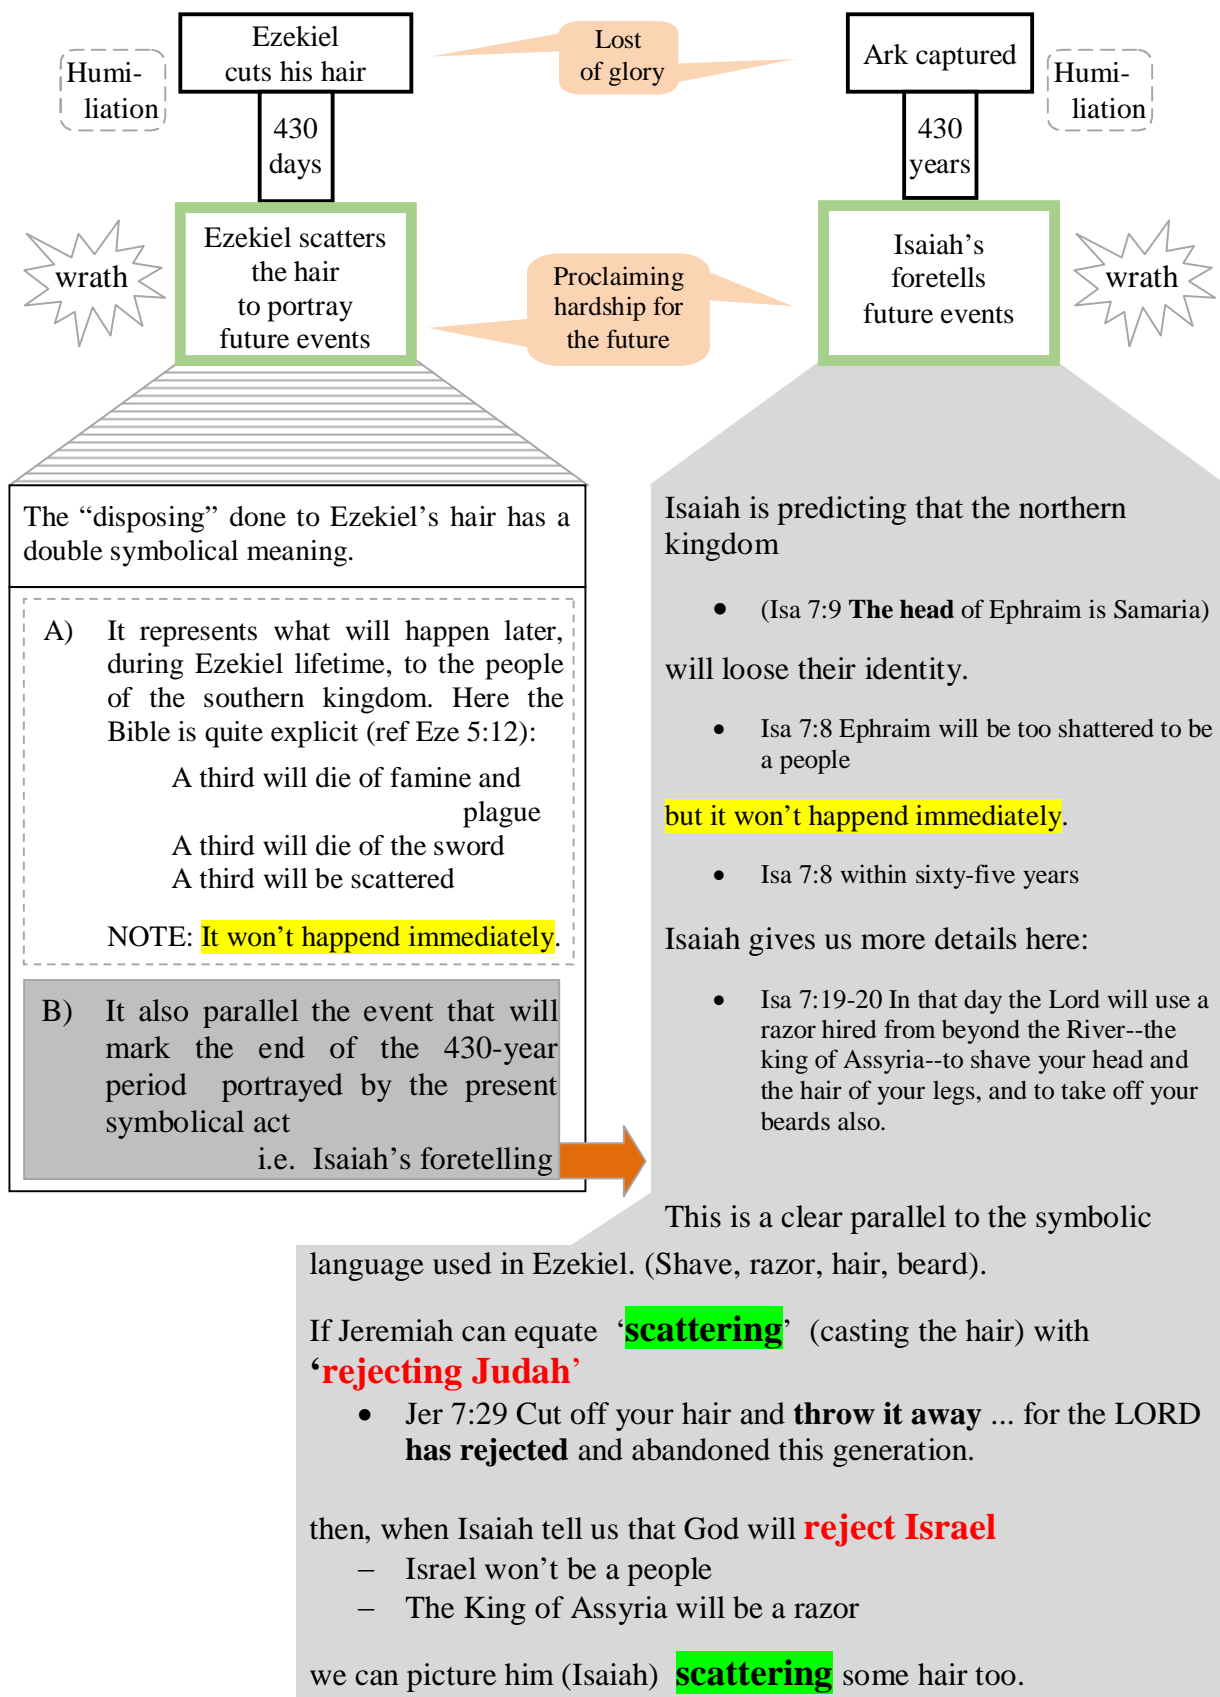 Ezekiel
cuts his hair
Lost
of glory
Ark captured
Humi-
liation
Humi-
liation
430
days
430
years
Ezekiel scatters
the hair
to portray
future events
wrath
Proclaiming
hardship for
the future
Isaiah’s
foretells
future events
wrath
The “disposing” done to Ezekiel’s hair has a
double symbolical meaning.
A) It represents what will happen later,
during Ezekiel lifetime, to the people
of the southern kingdom. Here the
Bible is quite explicit (ref Eze 5:12):
A third will die of famine and
plague
A third will die of the sword
A third will be scattered
NOTE: It won’t happend immediately.
B) It also parallel the event that will
mark the end of the 430-year
period portrayed by the present
symbolical act
i.e. Isaiah’s foretelling
Isaiah is predicting that the northern
kingdom
• (Isa 7:9 The head of Ephraim is Samaria)
will loose their identity.
• Isa 7:8 Ephraim will be too shattered to be
a people
but it won’t happend immediately.
• Isa 7:8 within sixty-five years
Isaiah gives us more details here:
• Isa 7:19-20 In that day the Lord will use a
razor hired from beyond the River--the
king of Assyria--to shave your head and
the hair of your legs, and to take off your
beards also.
This is a clear parallel to the symbolic
language used in Ezekiel. (Shave, razor, hair, beard).
If Jeremiah can equate ‘scattering’ (casting the hair) with
‘rejecting Judah’
• Jer 7:29 Cut off your hair and throw it away ... for the LORD
has rejected and abandoned this generation.
then, when Isaiah tell us that God will reject Israel
– Israel won’t be a people
– The King of Assyria will be a razor
we can picture him (Isaiah) scattering some hair too.